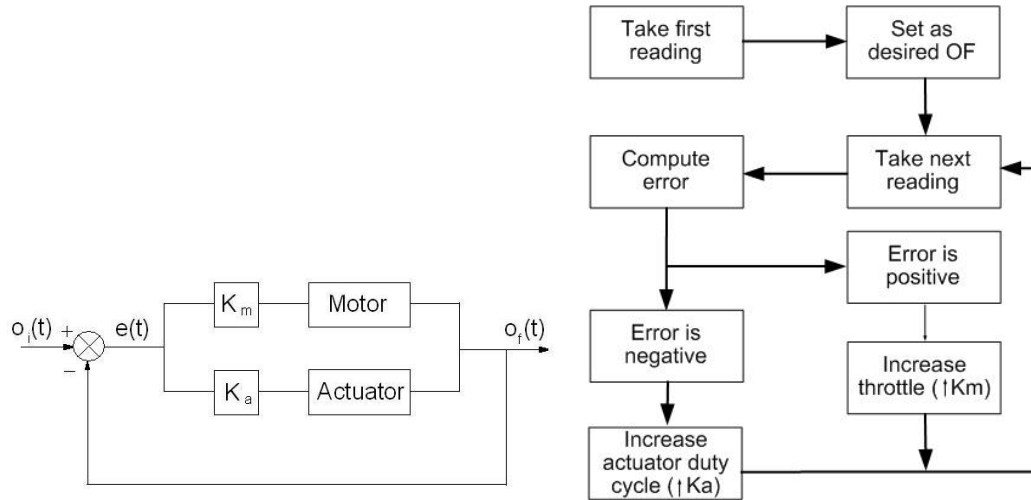 o_i(t)
+
−
e(t)
K_m
Motor
K_a
Actuator
o_f(t)
Take first
reading
Set as
desired OF
Compute
error
Take next
reading
Error is
positive
Error is
negative
Increase
throttle (↑Km)
Increase
actuator duty
cycle (↑Ka)